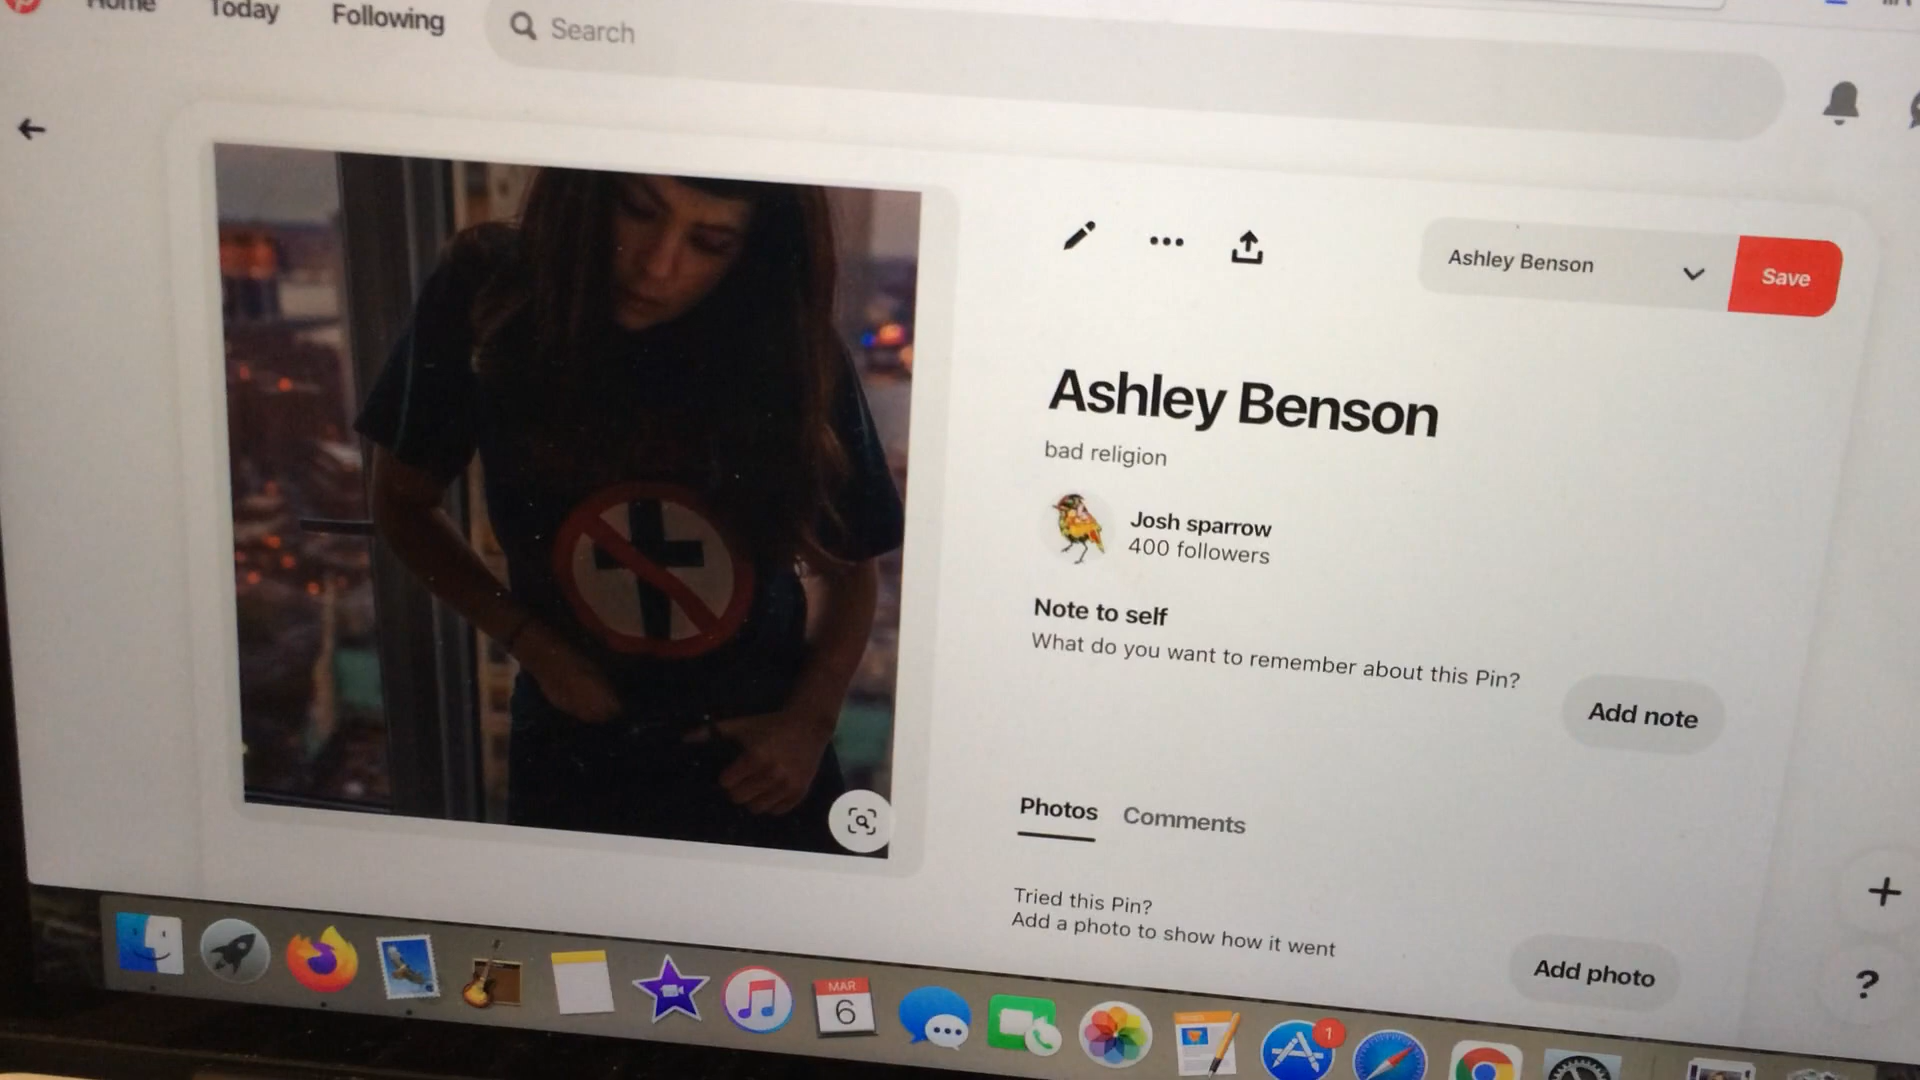 Home Today Following
Search
Ashley Benson
Save
Ashley Benson
bad religion
Josh sparrow
400 followers
Note to self
What do you want to remember about this Pin?
Add note
Photos Comments
Tried this Pin?
Add a photo to show how it went
Add photo
?
MAR
6
1